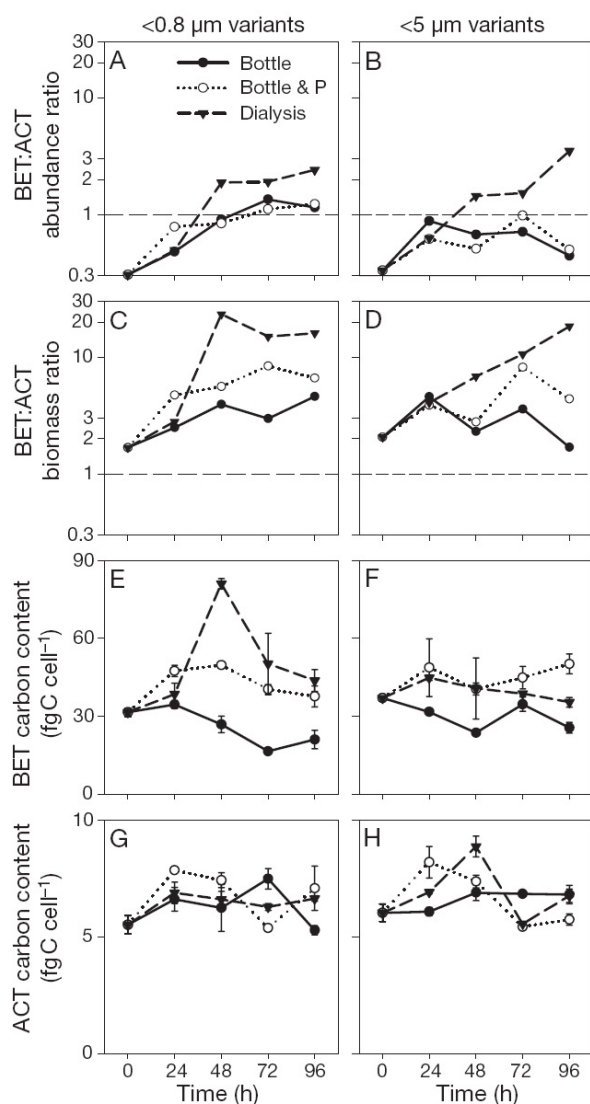 <0.8 µm variants
<5 µm variants
A
Bottle
Bottle & P
Dialysis
B
BET:ACT
abundance ratio
30
20
10
3
2
1
0.3
C
D
BET:ACT
biomass ratio
30
20
10
3
2
1
0.3
E
F
BET carbon content
(fgC cell⁻¹)
90
60
30
0
G
H
ACT carbon content
(fgC cell⁻¹)
10
5
0
0 24 48 72 96
0 24 48 72 96
Time (h)
Time (h)